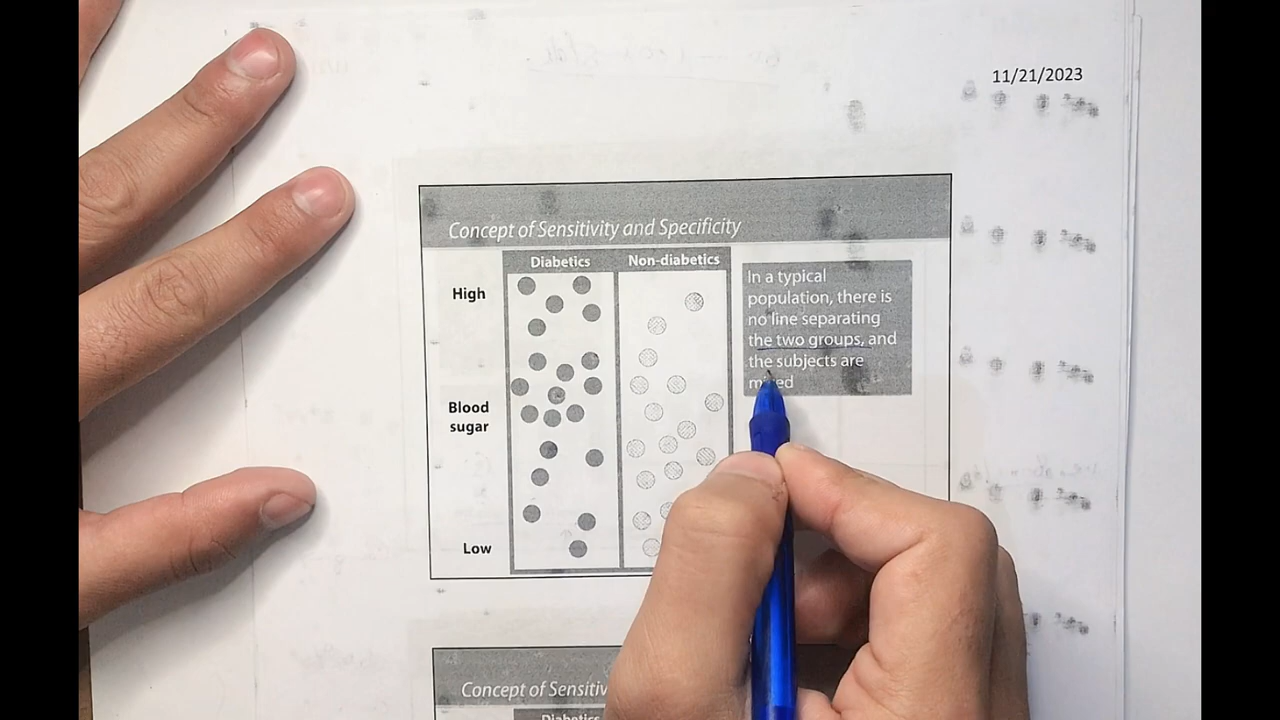 11/21/2023
Concept of Sensitivity and Specificity
Diabetics
Non-diabetics
High
Blood
sugar
Low
In a typical
population, there is
no line separating
the two groups, and
the subjects are
Concept of
Diabetics